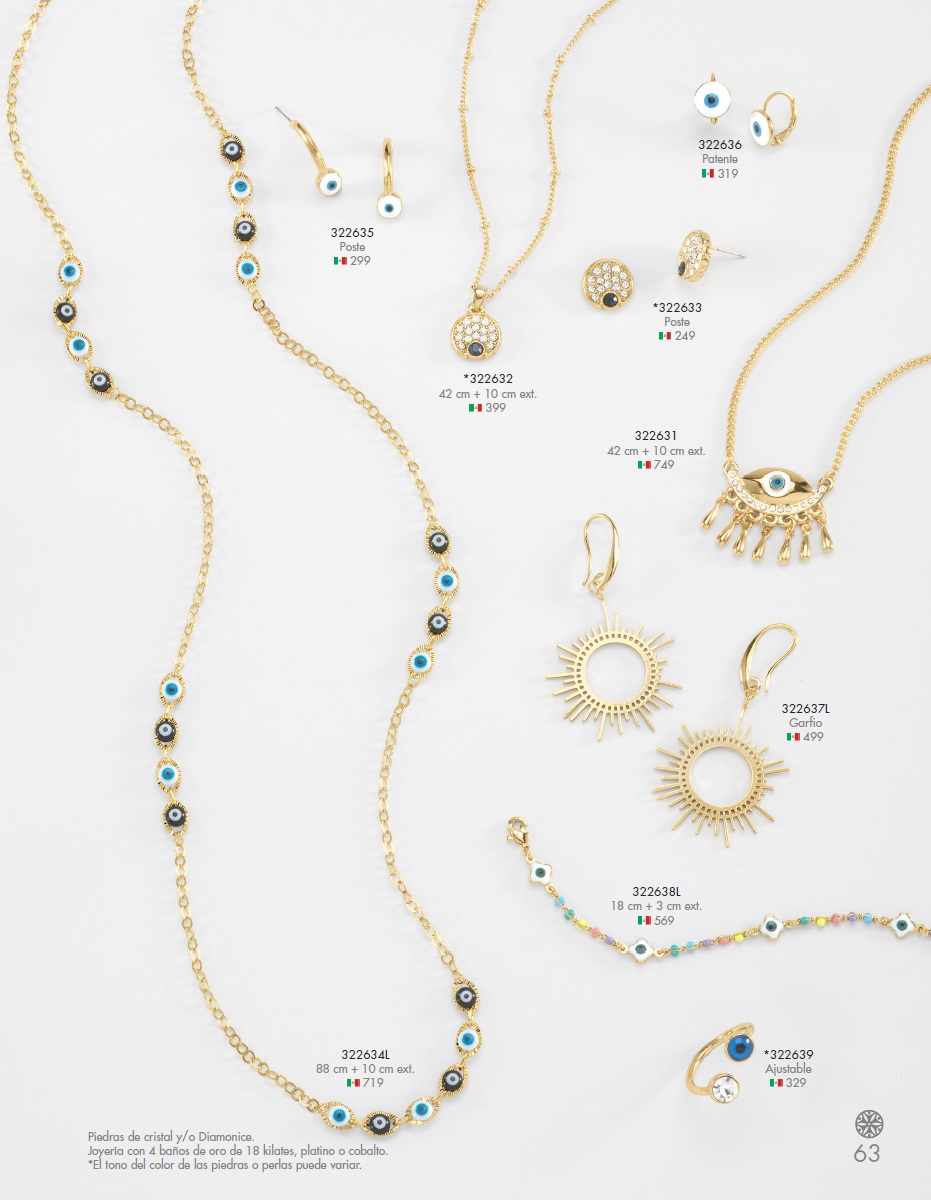 322636
Patente
319
322635
Poste
299
*322633
Poste
249
*322632
42 cm + 10 cm ext.
399
322631
42 cm + 10 cm ext.
749
322637L
Garfio
499
322638L
18 cm + 3 cm ext.
569
322634L
88 cm + 10 cm ext.
719
*322639
Ajustable
329
Piedras de cristal y/o Diamonice.
Joyería con 4 baños de oro de 18 kilates, platino o cobalto.
*El tono del color de las piedras o perlas puede variar.
63